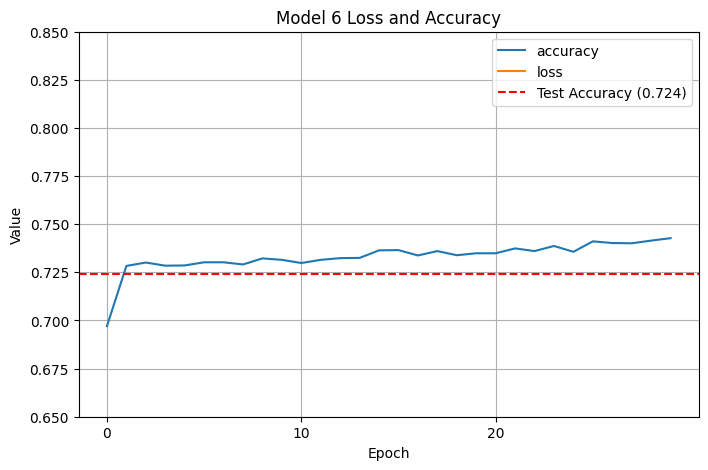 Model 6 Loss and Accuracy
accuracy
loss
Test Accuracy (0.724)
0.850
0.825
0.800
0.775
0.750
0.725
0.700
0.675
0.650
Value
0 10 20
Epoch